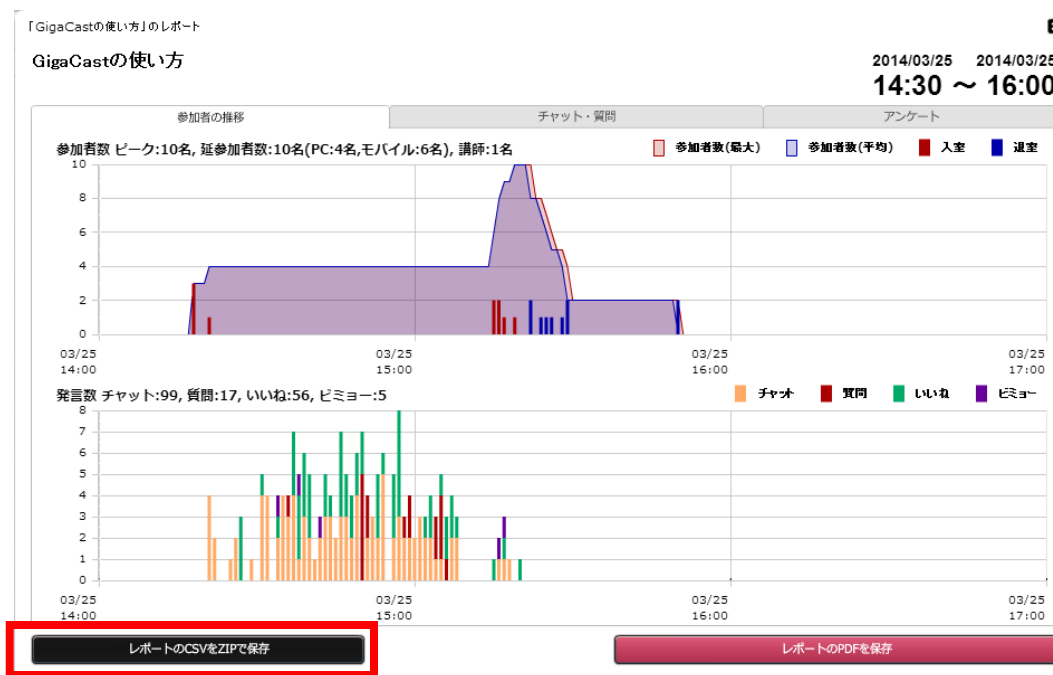 「GigaCastの使い方」のレポート
GigaCastの使い方
2014/03/25 2014/03/25
14:30 ～ 16:00
参加者の推移 チャット・質問 アンケート
参加者数 ピーク:10名, 延参加者数:10名(PC:4名,モバイル:6名), 講師:1名
参加者数(最大) 参加者数(平均) 入室 退室
10
8
6
4
2
0
03/25 03/25 03/25 03/25
14:00 15:00 16:00 17:00
発言数 チャット:99, 質問:17, いいね:56, ビミョー:5
チャット 質問 いいね ビミョー
8
7
6
5
4
3
2
1
0
03/25 03/25 03/25 03/25
14:00 15:00 16:00 17:00
レポートのCSVをZIPで保存 レポートのPDFを保存